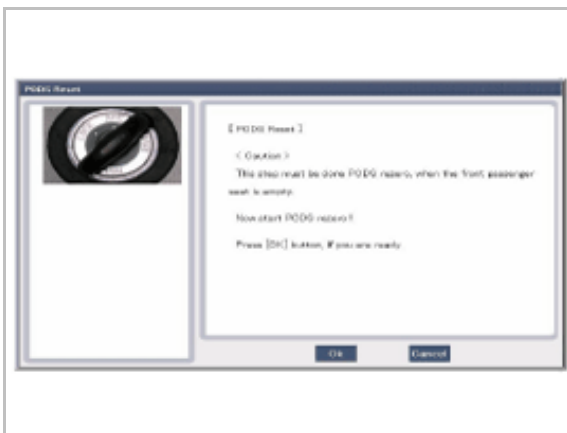 PODS Reset
[ PODS Reset ]
< Caution >
This step must be done PODS rezero, when the front passenger
seat is empty.
Now start PODS rezero !!
Press [OK] button, if you are ready.
Ok
Cancel